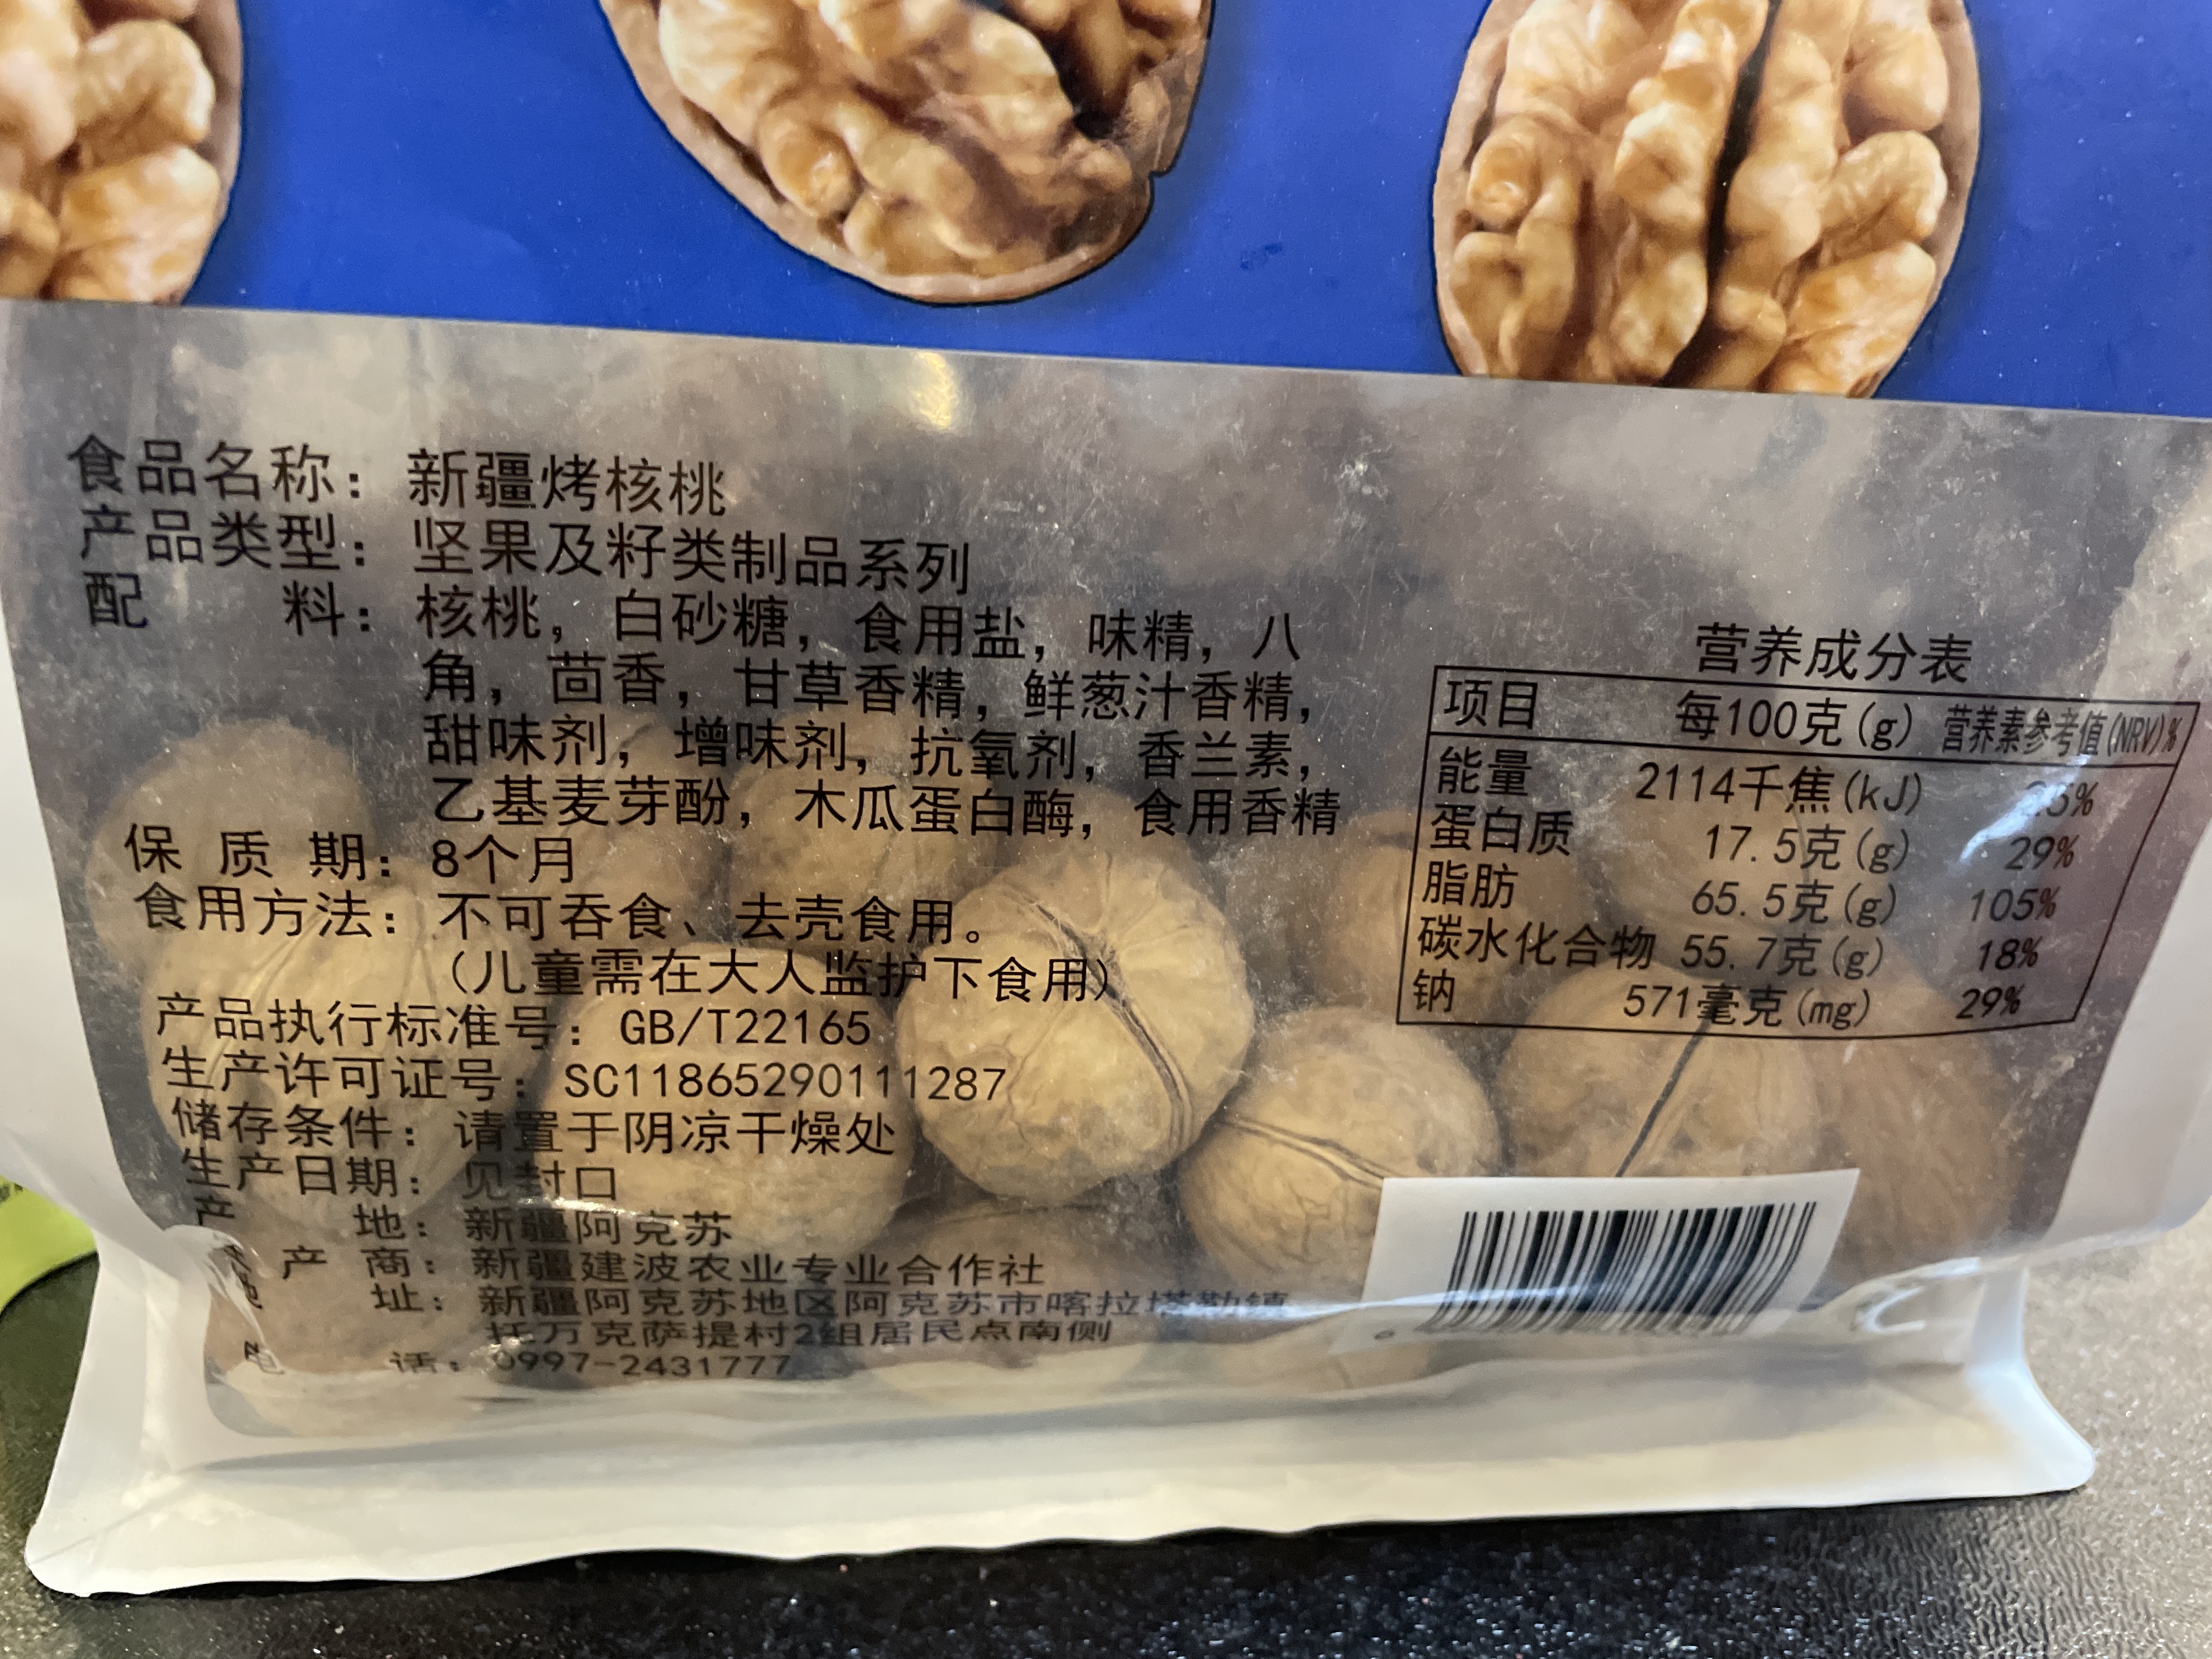 食品名称：新疆烤核桃
产品类型：坚果及籽类制品系列
配料：核桃，白砂糖，食用盐，味精，八
角，茴香，甘草香精，鲜葱汁香精，
甜味剂，增味剂，抗氧剂，香兰素，
乙基麦芽酚，木瓜蛋白酶，食用香精
保质期：8个月
食用方法：不可吞食、去壳食用。
（儿童需在大人监护下食用）
产品执行标准号：GB/T22165
生产许可证号：SC11865290111287
储存条件：请置于阴凉干燥处
生产日期：见封口
产地：新疆阿克苏
产商：新疆建波农业专业合作社
址：新疆阿克苏地区阿克苏市喀拉塔勒镇
托万克萨提村2组居民点南侧
电话：0997-2431777
营养成分表
项目 每100克(g) 营养素参考值(NRV)%
能量 2114千焦(kJ)
蛋白质 17.5克(g) 29%
脂肪 65.5克(g) 105%
碳水化合物 55.7克(g) 18%
钠 571毫克(mg) 29%